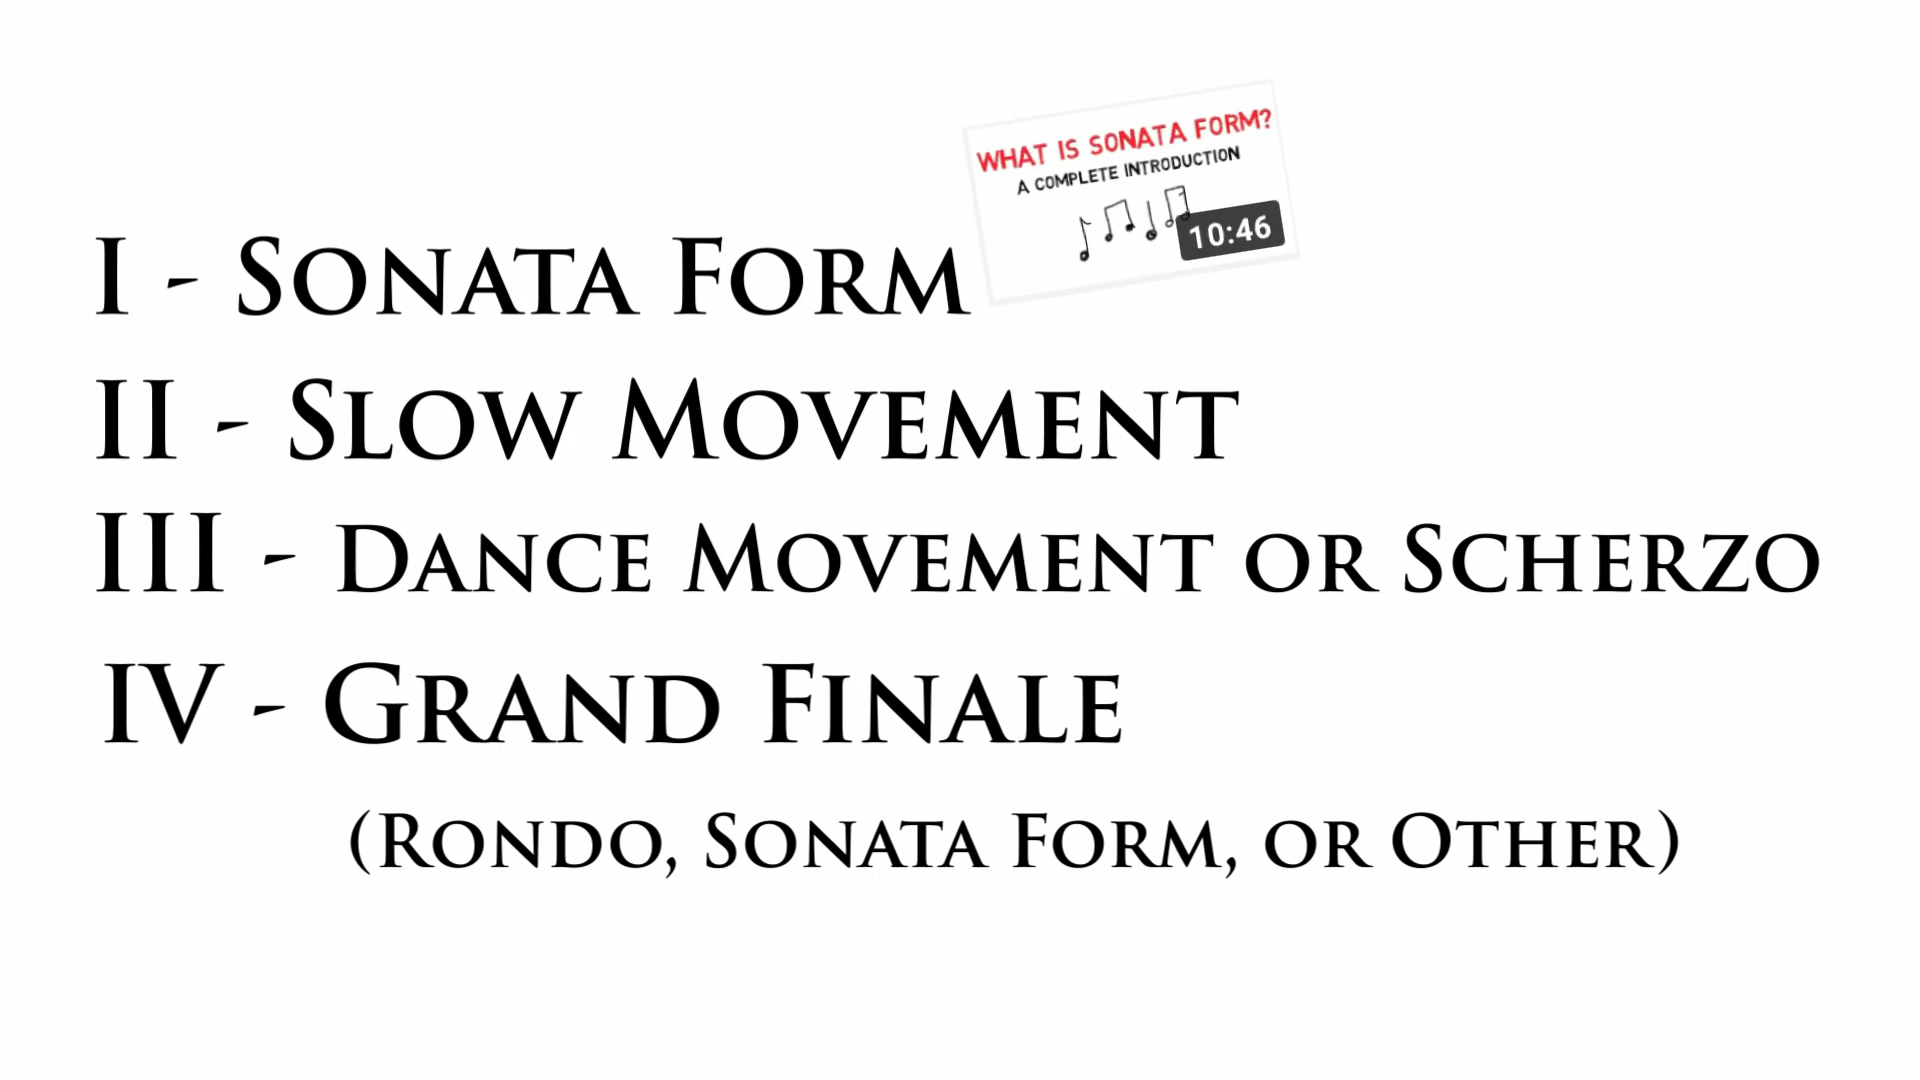 WHAT IS SONATA FORM?
A COMPLETE INTRODUCTION
10:46
I - Sonata Form
II - Slow Movement
III - Dance Movement or Scherzo
IV - Grand Finale
(Rondo, Sonata Form, or Other)